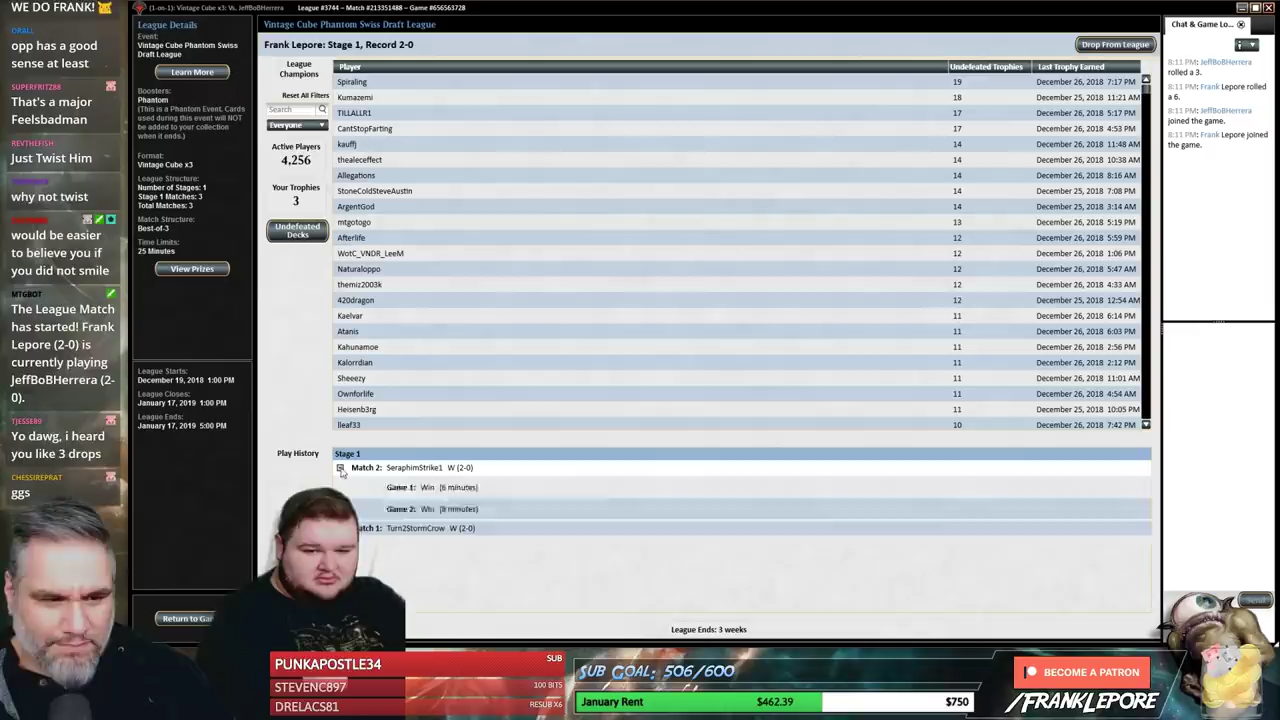 WE DO FRANK!
(1-on-1): Vintage Cube x3: Vs. JeffBoBHerrera
League #3744 – Match #213351488 – Game #656563728
DRALL
opp has a good
sense at least
SUPERFRITZ88
That's a major
Feelsbadman
REVTHEFISH
Just Twist Him
why not twist
would be easier
to believe you if
you did not smile
MTGBOT
The League Match
has started! Frank
Lepore (2-0) is
currently playing
JeffBoBHerrera (2-
0).
TJESSE89
Yo dawg, i heard
you like 3 drops
CHESSIREPRAT
ggs
League Details
Event:
Vintage Cube Phantom Swiss
Draft League
Learn More
Boosters:
Phantom
(This is a Phantom Event. Cards
used during this event will NOT
be added to your collection
when it ends.)
Format:
Vintage Cube x3
League Structure:
Number of Stages: 1
Stage 1 Matches: 3
Total Matches: 3
Match Structure:
Best-of-3
Time Limits:
25 Minutes
View Prizes
League Starts:
December 19, 2018 1:00 PM
League Closes:
January 17, 2019 1:00 PM
League Ends:
January 17, 2019 5:00 PM
Return to Ga
Vintage Cube Phantom Swiss Draft League
Frank Lepore: Stage 1, Record 2-0
Drop From League
League
Champions
Reset All Filters
Search
Everyone
Active Players
4,256
Your Trophies
3
Undefeated
Decks
Player Undefeated Trophies Last Trophy Earned
Spiraling 19 December 26, 2018 7:17 PM
Kumazemi 18 December 25, 2018 11:21 AM
TILLALLR1 17 December 26, 2018 5:17 PM
CantStopFarting 17 December 26, 2018 4:53 PM
kauffj 14 December 26, 2018 11:48 AM
thealeceffect 14 December 26, 2018 10:38 AM
Allegations 14 December 26, 2018 8:16 AM
StoneColdSteveAustin 14 December 25, 2018 7:08 PM
ArgentGod 14 December 25, 2018 3:14 AM
mtgotogo 13 December 26, 2018 5:19 PM
Afterlife 12 December 26, 2018 5:59 PM
WotC_VNDR_LeeM 12 December 26, 2018 1:06 PM
Naturaloppo 12 December 26, 2018 5:47 AM
themiz2003k 12 December 26, 2018 4:33 AM
420dragon 12 December 25, 2018 12:54 AM
Kaelvar 11 December 26, 2018 6:14 PM
Atanis 11 December 26, 2018 6:03 PM
Kahunamoe 11 December 26, 2018 2:56 PM
Kalorrdian 11 December 26, 2018 2:12 PM
Sheeezy 11 December 26, 2018 11:01 AM
Ownforlife 11 December 26, 2018 4:54 AM
Heisenb3rg 11 December 25, 2018 10:05 PM
lleaf33 10 December 26, 2018 7:42 PM
Play History
Stage 1
Match 2: SeraphimStrike1 W (2-0)
Game 1: Win (6 minutes)
Game 2: Win (8 minutes)
atch 1: Turn2StormCrow W (2-0)
League Ends: 3 weeks
Chat & Game Lo...
8:11 PM: JeffBoBHerrera
rolled a 3.
8:11 PM: Frank Lepore rolled
a 6.
8:11 PM: JeffBoBHerrera
joined the game.
8:11 PM: Frank Lepore joined
the game.
Send
PUNKAPOSTLE34 SUB
STEVENC897 100 BITS
DRELACS81 RESUB X6
SUB GOAL: 506/600
January Rent $462.39 $750
BECOME A PATRON
/FRANKLEPORE